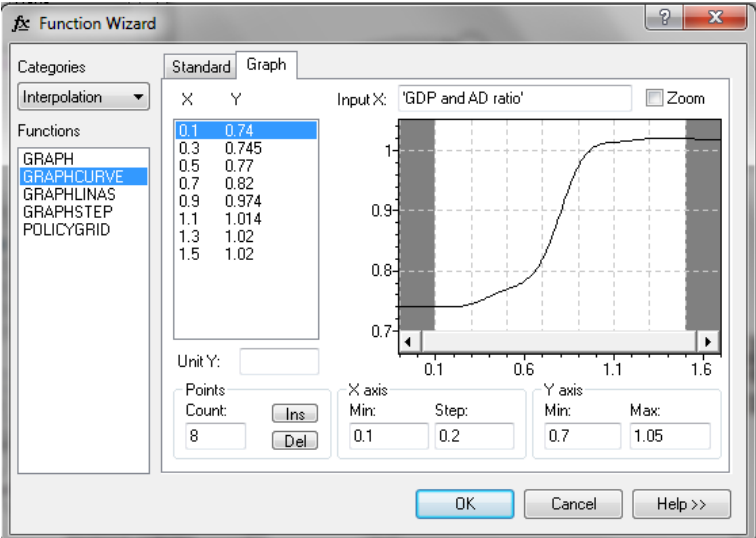 fx Function Wizard
?
X
Categories
Interpolation
Functions
GRAPH
GRAPHCURVE
GRAPHLINAS
GRAPHSTEP
POLICYGRID
Standard Graph
X Y
0.1 0.74
0.3 0.745
0.5 0.77
0.7 0.82
0.9 0.974
1.1 1.014
1.3 1.02
1.5 1.02
Input X: 'GDP and AD ratio' Zoom
1
0.9
0.8
0.7
0.1 0.6 1.1 1.6
Unit Y:
Points
Count:
8
Ins
Del
X axis
Min: Step:
0.1 0.2
Y axis
Min: Max:
0.7 1.05
OK Cancel Help >>